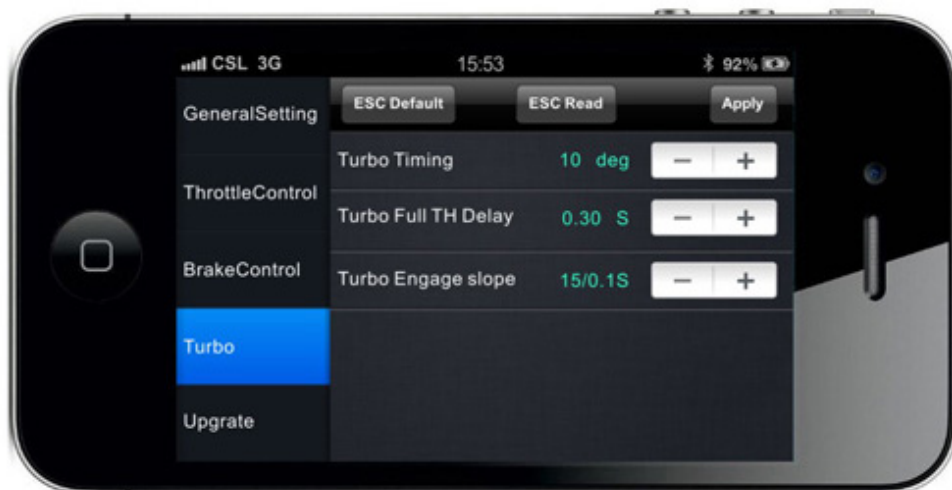 CSL 3G 15:53 92%
ESC Default ESC Read Apply
GeneralSetting
ThrottleControl
BrakeControl
Turbo
Upgrate
Turbo Timing 10 deg − +
Turbo Full TH Delay 0.30 S − +
Turbo Engage slope 15/0.1S − +